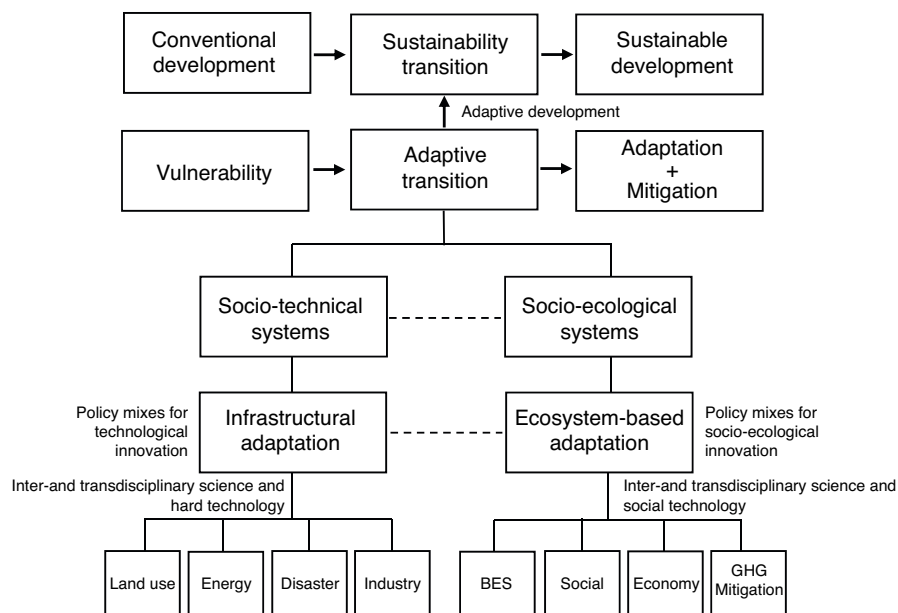 Conventional
development
Sustainability
transition
Sustainable
development
Adaptive development
Vulnerability
Adaptive
transition
Adaptation
+
Mitigation
Socio-technical
systems
Socio-ecological
systems
Policy mixes for
technological
innovation
Infrastructural
adaptation
Ecosystem-based
adaptation
Policy mixes for
socio-ecological
innovation
Inter-and transdisciplinary science and
hard technology
Inter-and transdisciplinary science and
social technology
Land use
Energy
Disaster
Industry
BES
Social
Economy
GHG
Mitigation